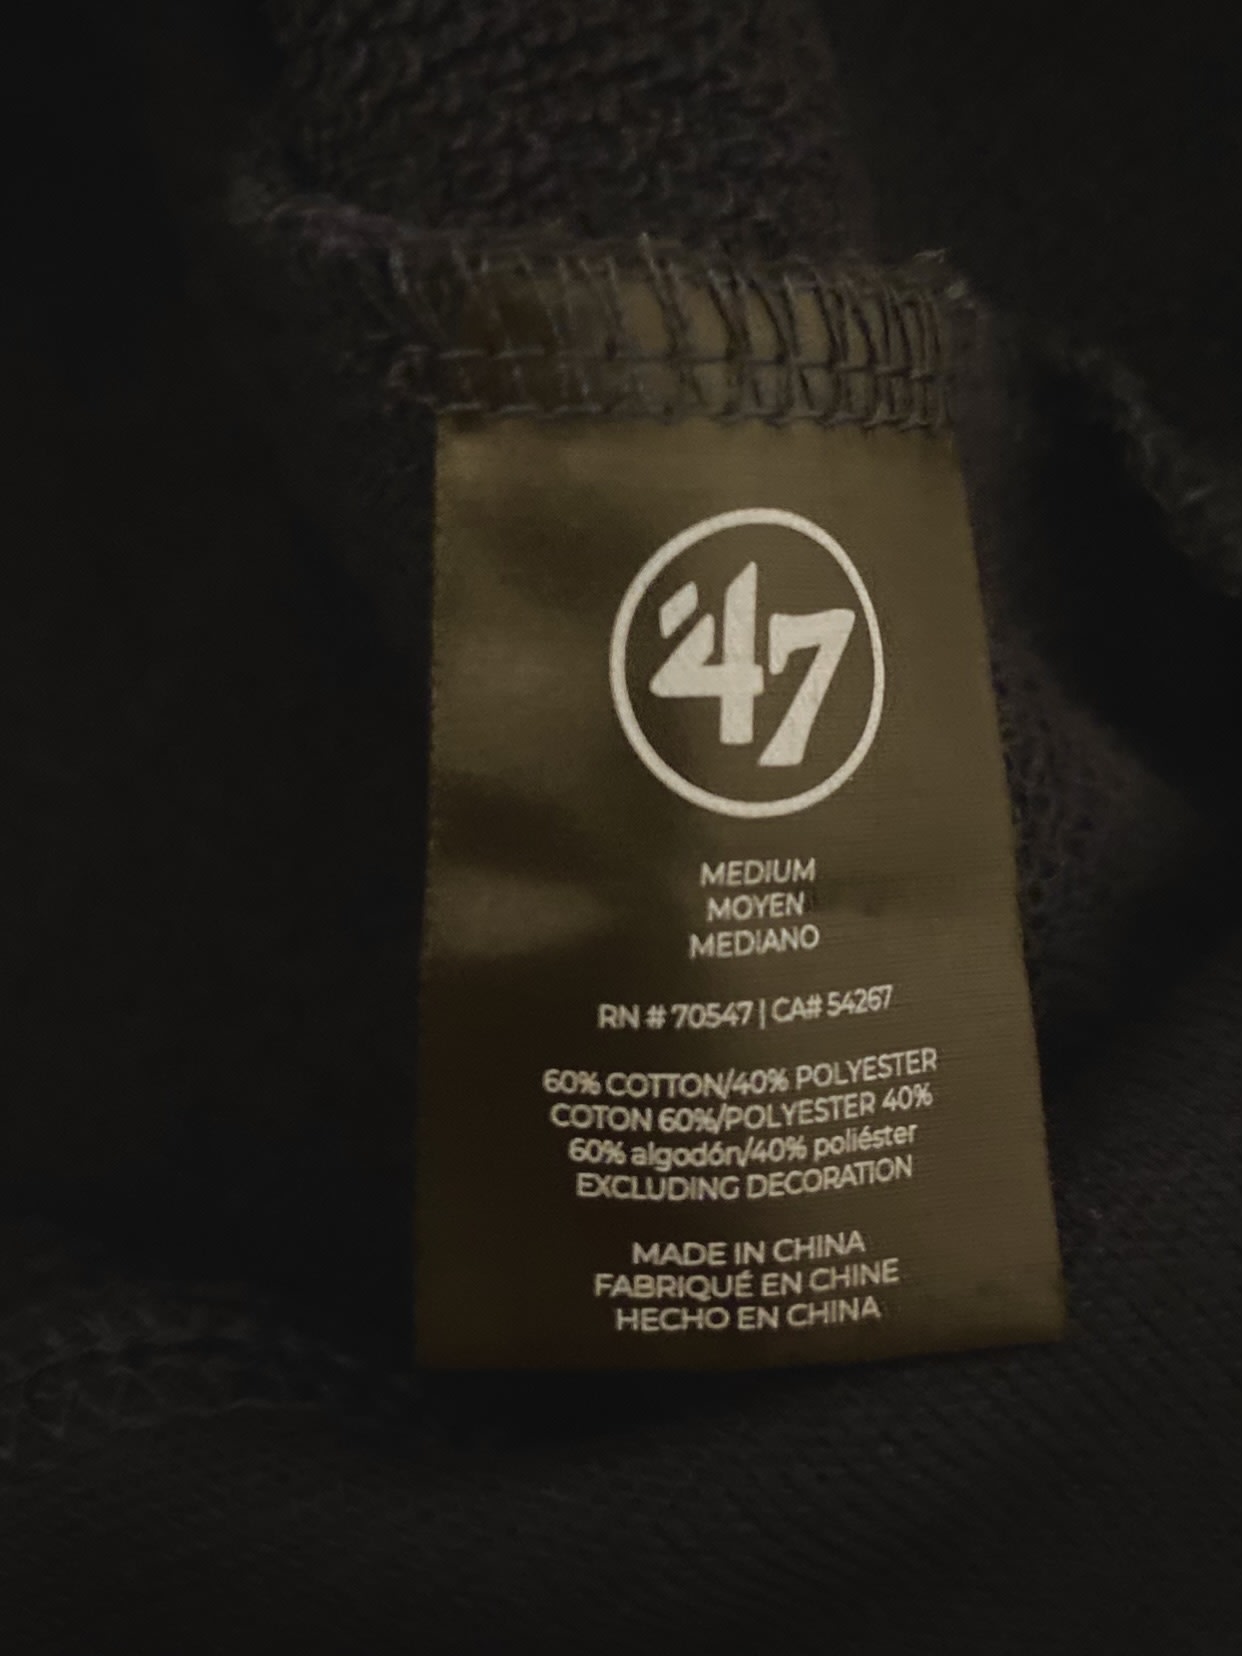 '47
MEDIUM
MOYEN
MEDIANO
RN # 70547 | CA# 54267
60% COTTON/40% POLYESTER
COTON 60%/POLYESTER 40%
60% algodón/40% poliéster
EXCLUDING DECORATION
MADE IN CHINA
FABRIQUÉ EN CHINE
HECHO EN CHINA